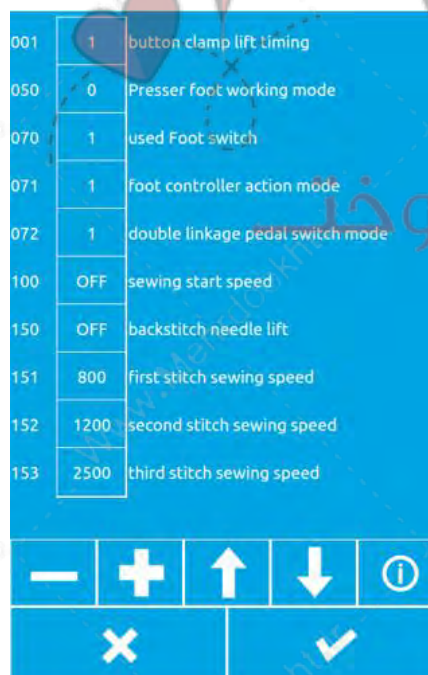 001 1 button clamp lift timing
050 0 Presser foot working mode
070 1 used Foot switch
071 1 foot controller action mode
072 1 double linkage pedal switch mode
100 OFF sewing start speed
150 OFF backstitch needle lift
151 800 first stitch sewing speed
152 1200 second stitch sewing speed
153 2500 third stitch sewing speed